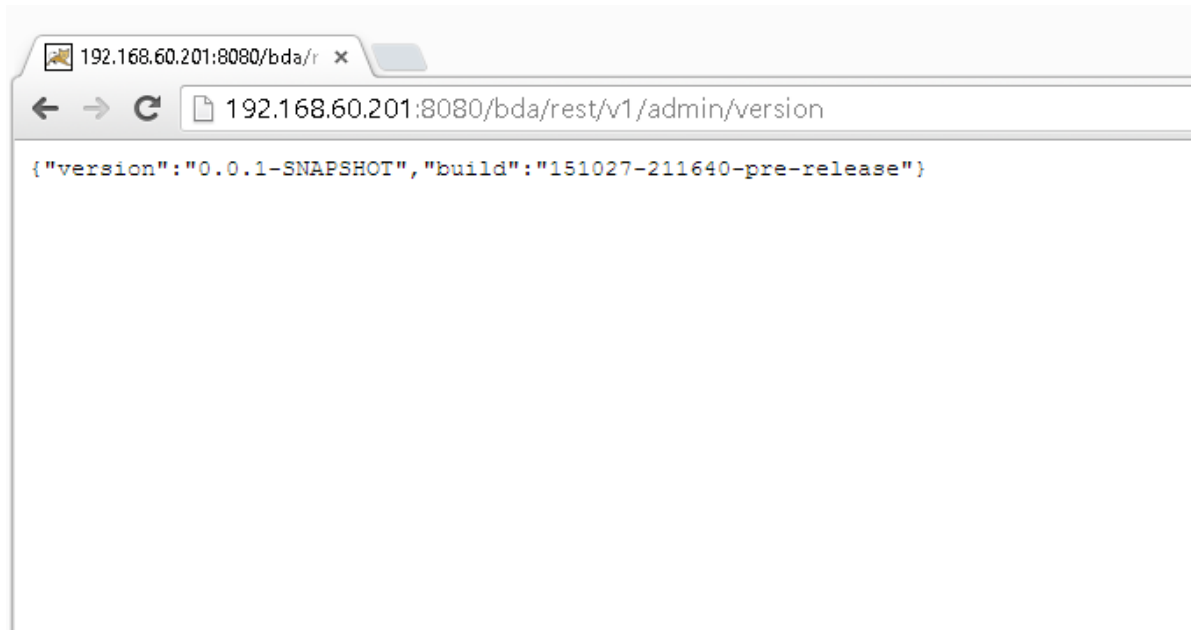 192.168.60.201:8080/bda/r
192.168.60.201:8080/bda/rest/v1/admin/version
{"version":"0.0.1-SNAPSHOT","build":"151027-211640-pre-release"}